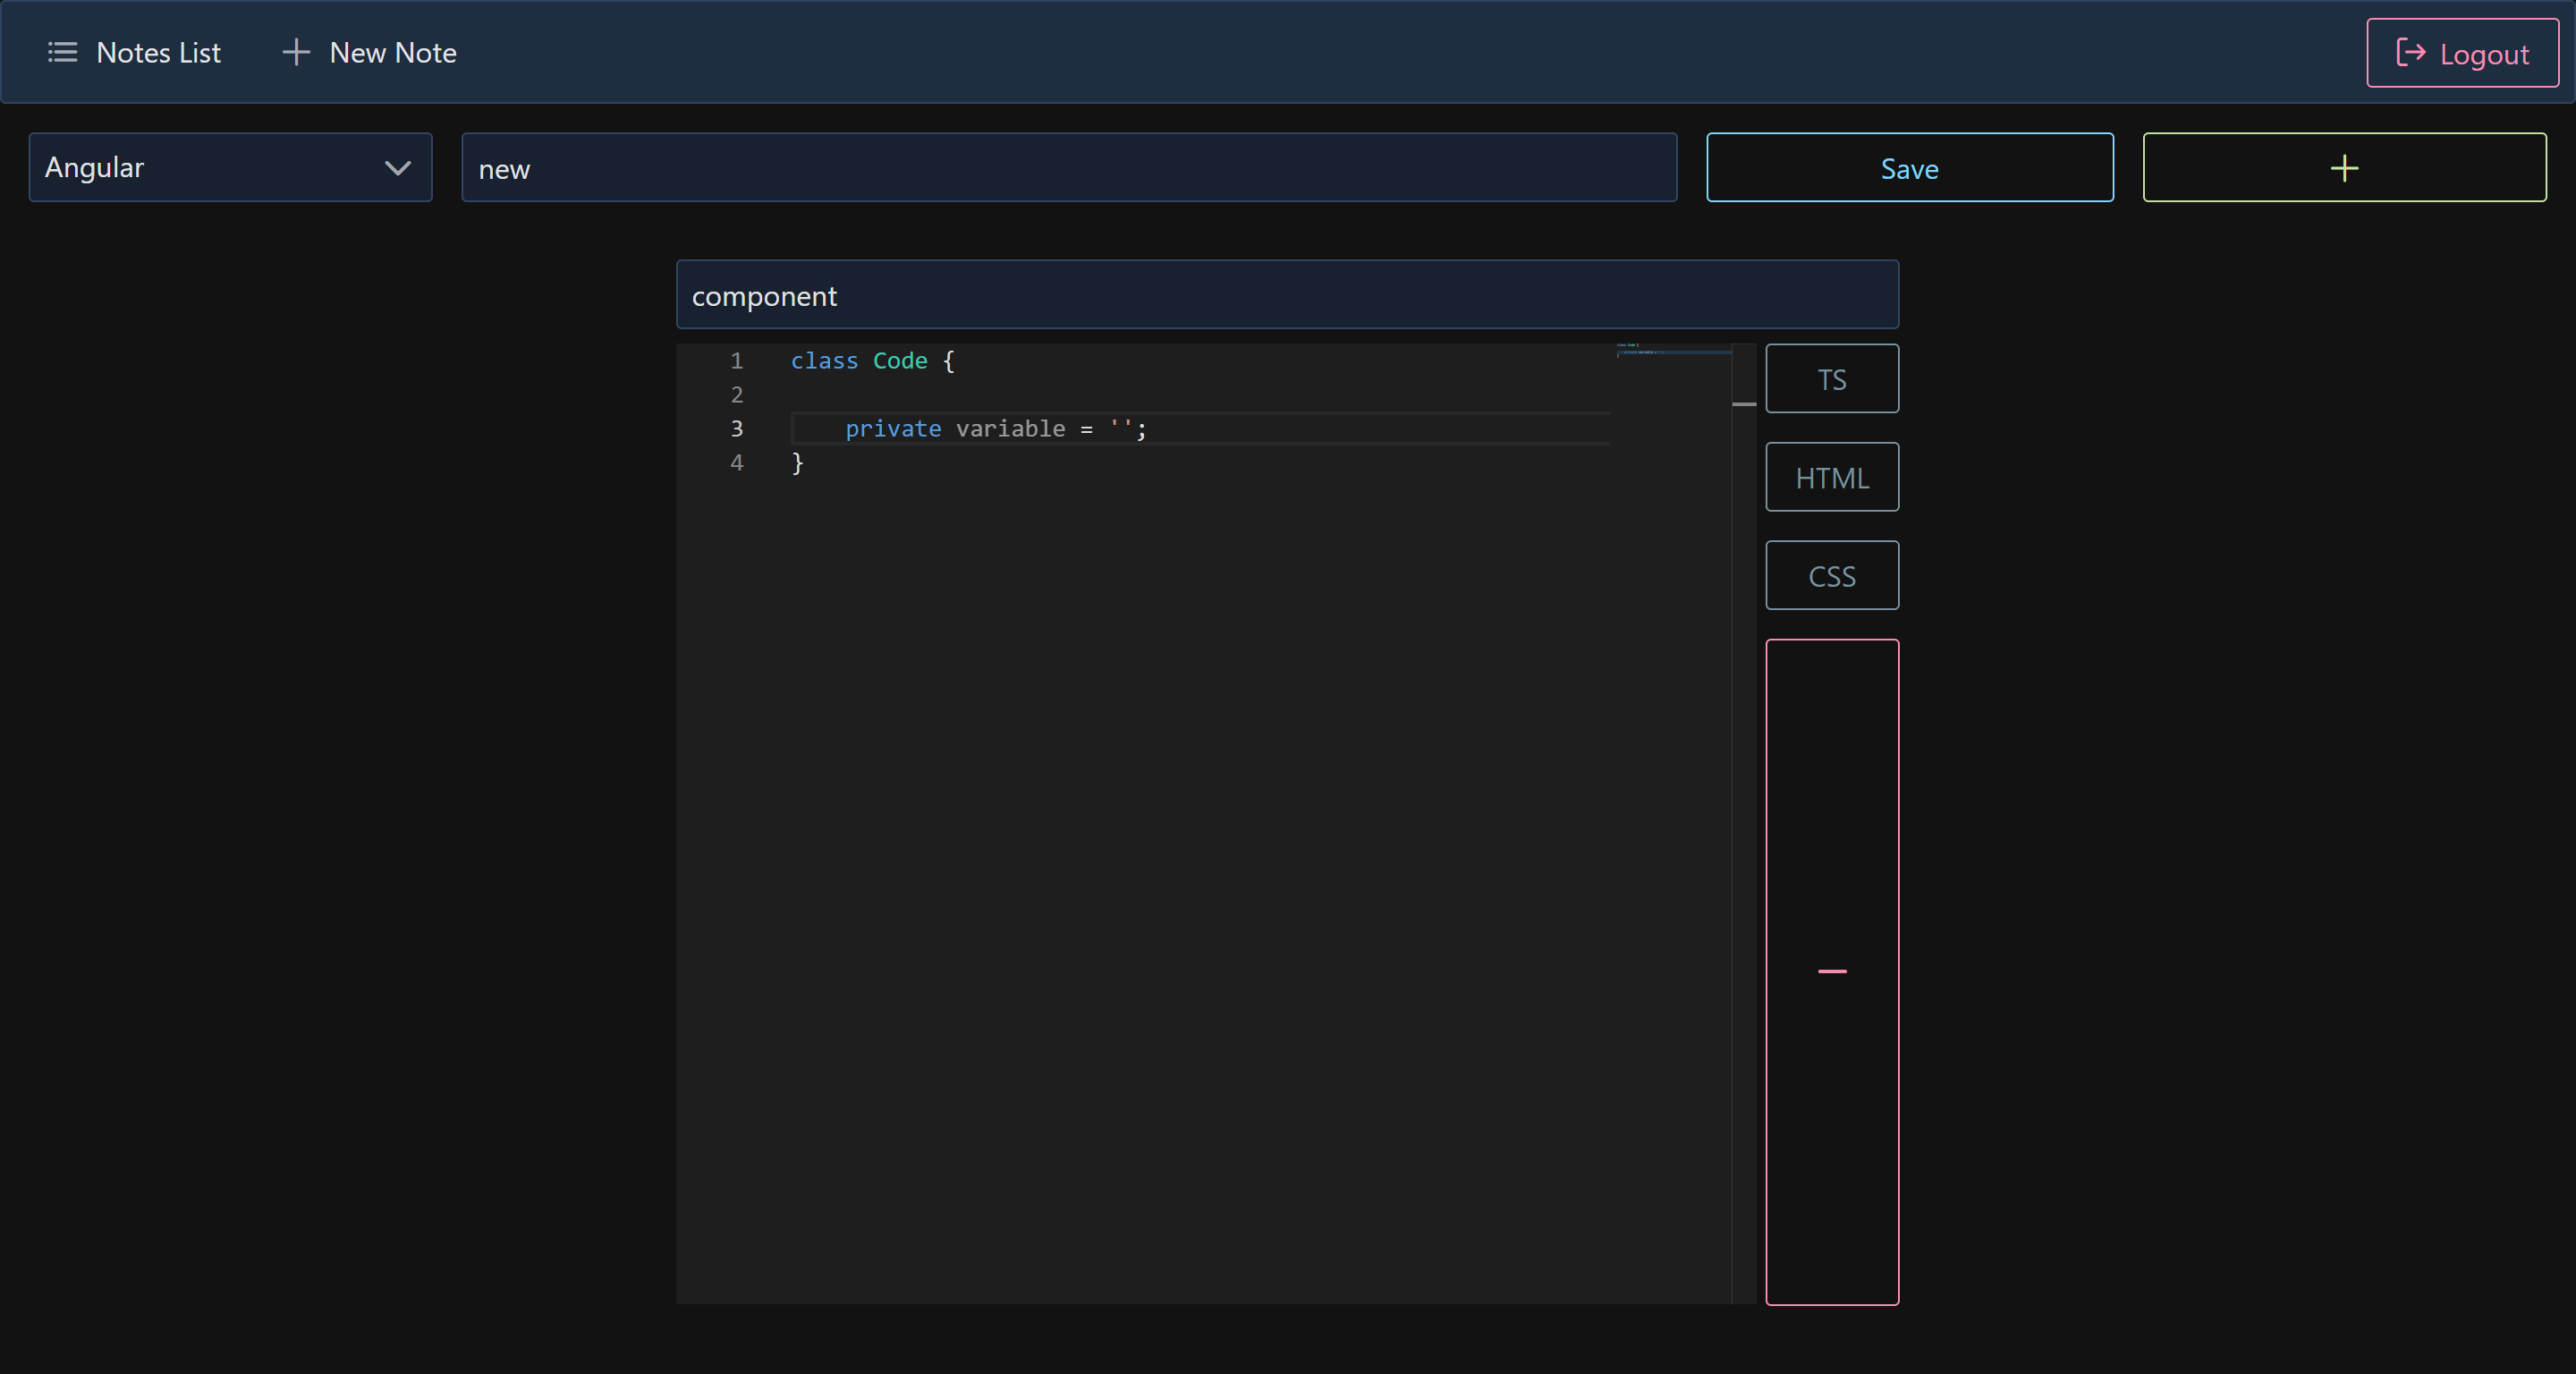 Notes List
New Note
Logout
Angular
new
Save
component
1 class Code {
2
3     private variable = '';
4 }
TS
HTML
CSS